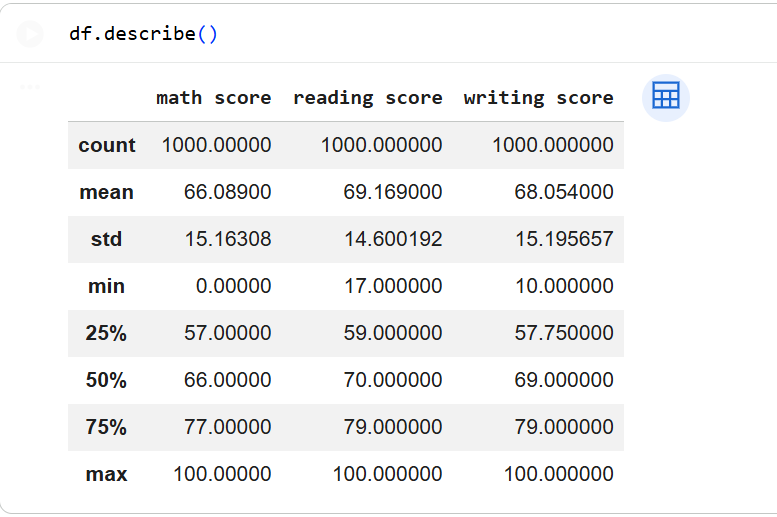 df.describe()
math score reading score writing score
count 1000.00000 1000.000000 1000.000000
mean 66.08900 69.169000 68.054000
std 15.16308 14.600192 15.195657
min 0.00000 17.000000 10.000000
25% 57.00000 59.000000 57.750000
50% 66.00000 70.000000 69.000000
75% 77.00000 79.000000 79.000000
max 100.00000 100.000000 100.000000